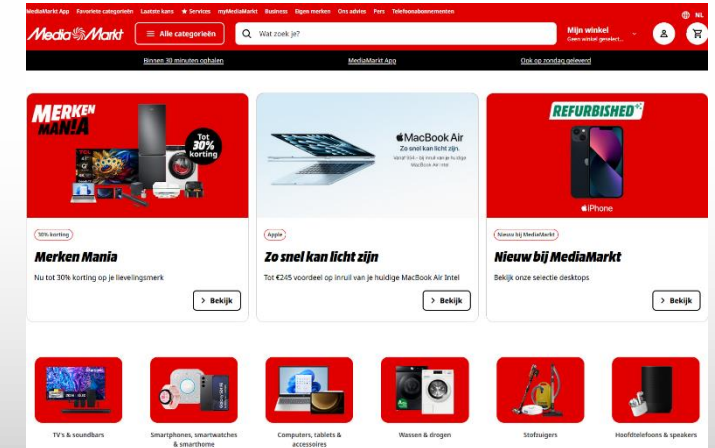 MediaMarkt App Favoriete categorieën Laatste kans Services myMediaMarkt Business Eigen merken Ons advies Pers Telefoonabonnementen
NL
MediaMarkt
Alle categorieën
Wat zoek je?
Mijn winkel
Geen winkel geselect...
Binnen 30 minuten ophalen
MediaMarkt App
Ook op zondag geleverd
MERKEN
MAN!A
Tot
30%
korting
MacBook Air
Zo snel kan licht zijn.
REFURBISHED
iPhone
30% korting
Merken Mania
Nu tot 30% korting op je lievelingsmerk
Bekijk
Apple
Zo snel kan licht zijn
Tot €245 voordeel op inruil van je huidige MacBook Air Intel
Bekijk
Nieuw bij MediaMarkt
Nieuw bij MediaMarkt
Bekijk onze selectie desktops
Bekijk
TV's & soundbars
Smartphones, smartwatches
& smarthome
Computers, tablets &
accessoires
Wassen & drogen
Stofzuigers
Hoofdtelefoons & speakers